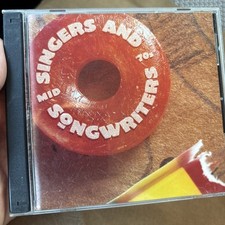 SINGERS AND
SONGWRITERS
MID
70s